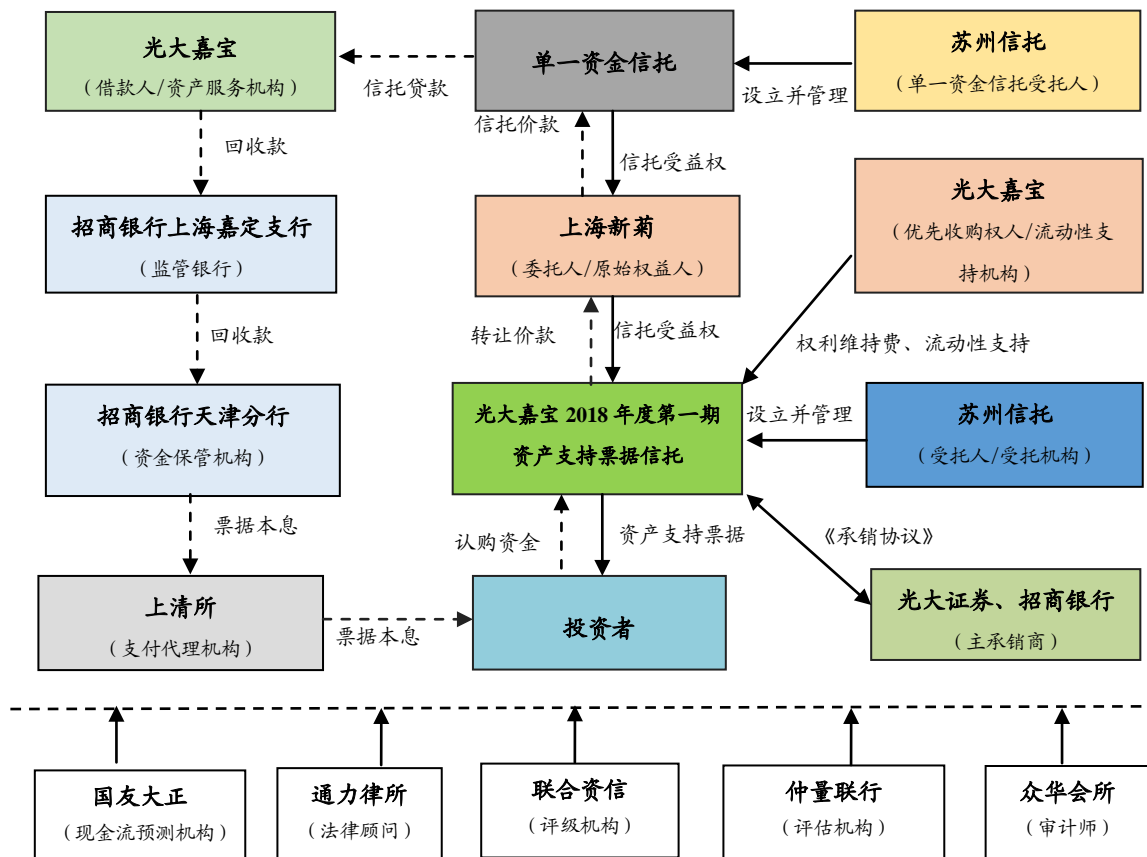 光大嘉宝
（借款人/资产服务机构）
信托贷款
单一资金信托
设立并管理
苏州信托
（单一资金信托受托人）
回收款
信托价款
信托受益权
招商银行上海嘉定支行
（监管银行）
上海新菊
（委托人/原始权益人）
光大嘉宝
（优先收购权人/流动性支
持机构）
回收款
转让价款
信托受益权
权利维持费、流动性支持
招商银行天津分行
（资金保管机构）
光大嘉宝 2018 年度第一期
资产支持票据信托
设立并管理
苏州信托
（受托人/受托机构）
票据本息
认购资金
资产支持票据
《承销协议》
上清所
（支付代理机构）
票据本息
投资者
光大证券、招商银行
（主承销商）
国友大正
（现金流预测机构）
通力律所
（法律顾问）
联合资信
（评级机构）
仲量联行
（评估机构）
众华会所
（审计师）